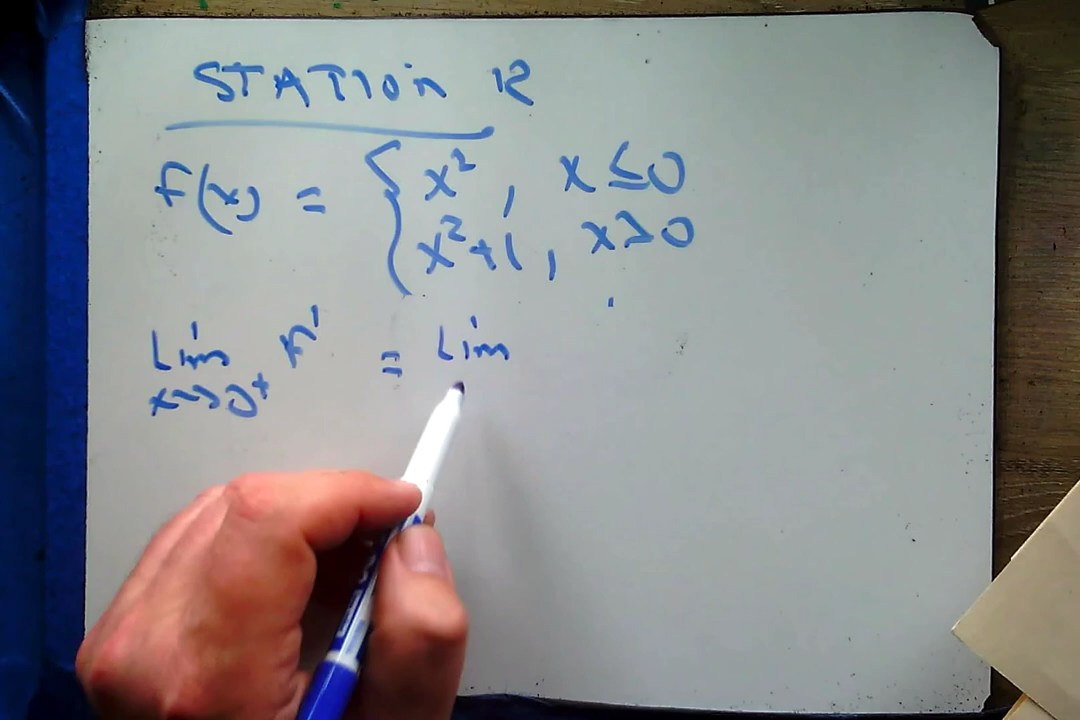 STATION 12
F(x) = { x², x ≤ 0
x²+1, x > 0
Lim F' = Lim
x→0⁺